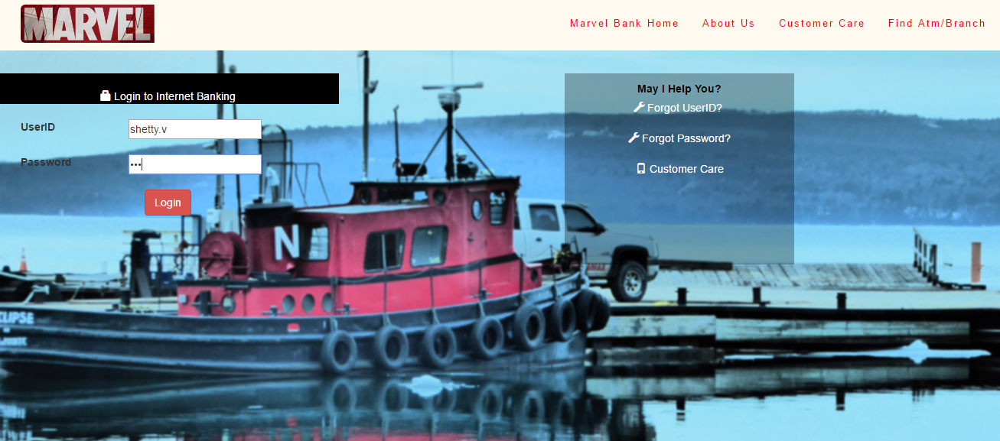 MARVEL
Marvel Bank Home About Us Customer Care Find Atm/Branch
Login to Internet Banking
UserID shetty.v
Password •••
Login
May I Help You?
Forgot UserID?
Forgot Password?
Customer Care
N